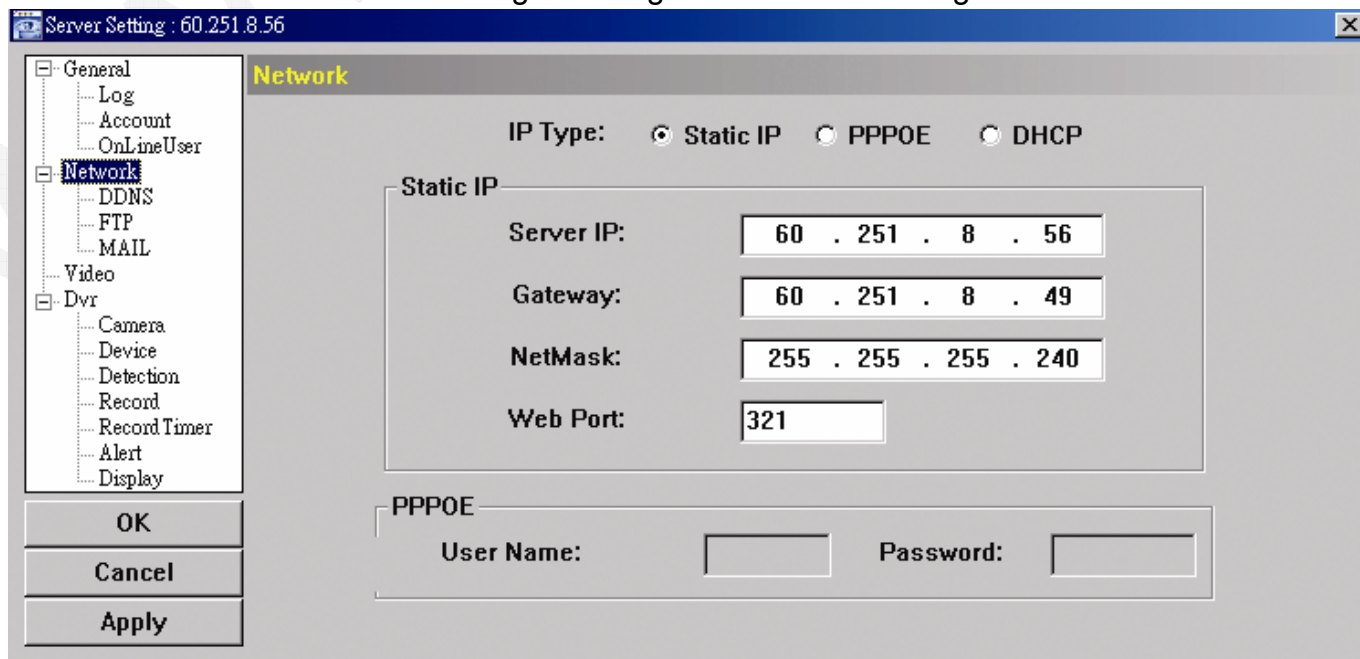 Server Setting : 60.251.8.56
General
Log
Account
OnLineUser
Network
DDNS
FTP
MAIL
Video
Dvr
Camera
Device
Detection
Record
Record Timer
Alert
Display
OK
Cancel
Apply
Network
IP Type: Static IP PPPOE DHCP
Static IP
Server IP: 60 . 251 . 8 . 56
Gateway: 60 . 251 . 8 . 49
NetMask: 255 . 255 . 255 . 240
Web Port: 321
PPPOE
User Name: Password: